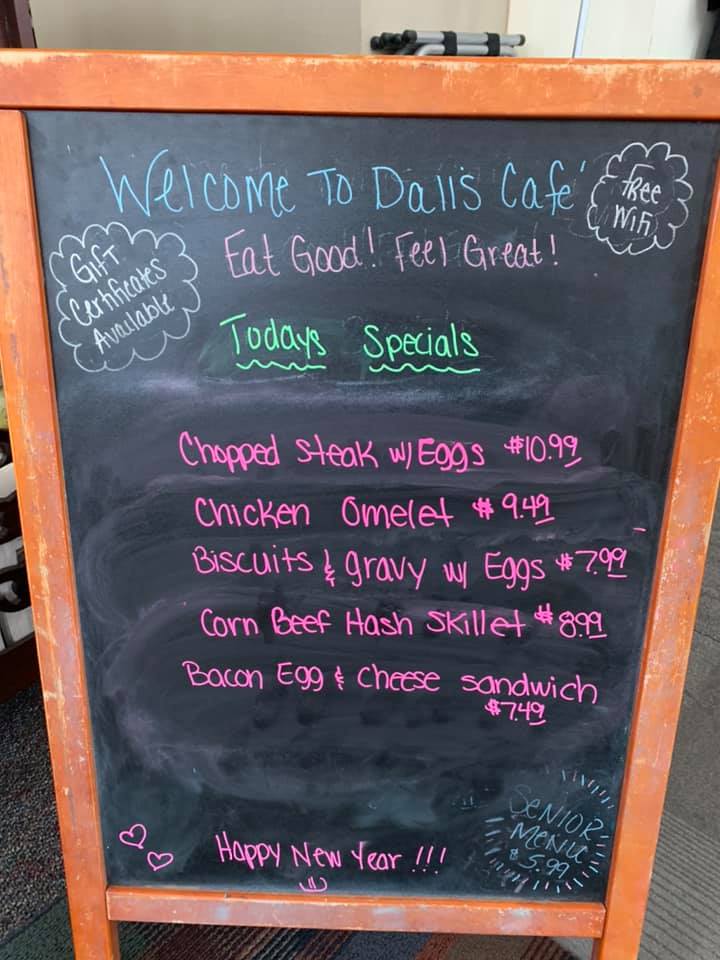 Welcome To Dali's Café
Free
Wifi
Eat Good! Feel Great!
Gift
Certificates
Available
Todays Specials
Chopped Steak w/ Eggs $10.99
Chicken Omelet $9.49
Biscuits & gravy w/ Eggs $7.99
Corn Beef Hash Skillet $8.99
Bacon Egg & Cheese Sandwich
$7.49
Senior
Menu
$5.99
Happy New Year!!!